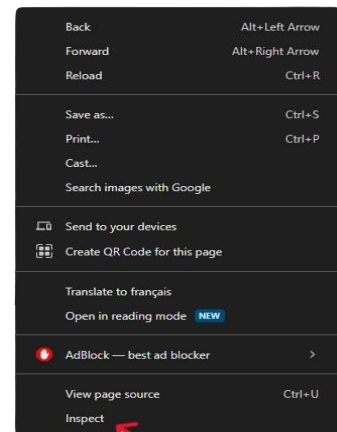 Back Alt+Left Arrow
Forward Alt+Right Arrow
Reload Ctrl+R
Save as... Ctrl+S
Print... Ctrl+P
Cast...
Search images with Google
Send to your devices
Create QR Code for this page
Translate to français
Open in reading mode NEW
AdBlock — best ad blocker
View page source Ctrl+U
Inspect